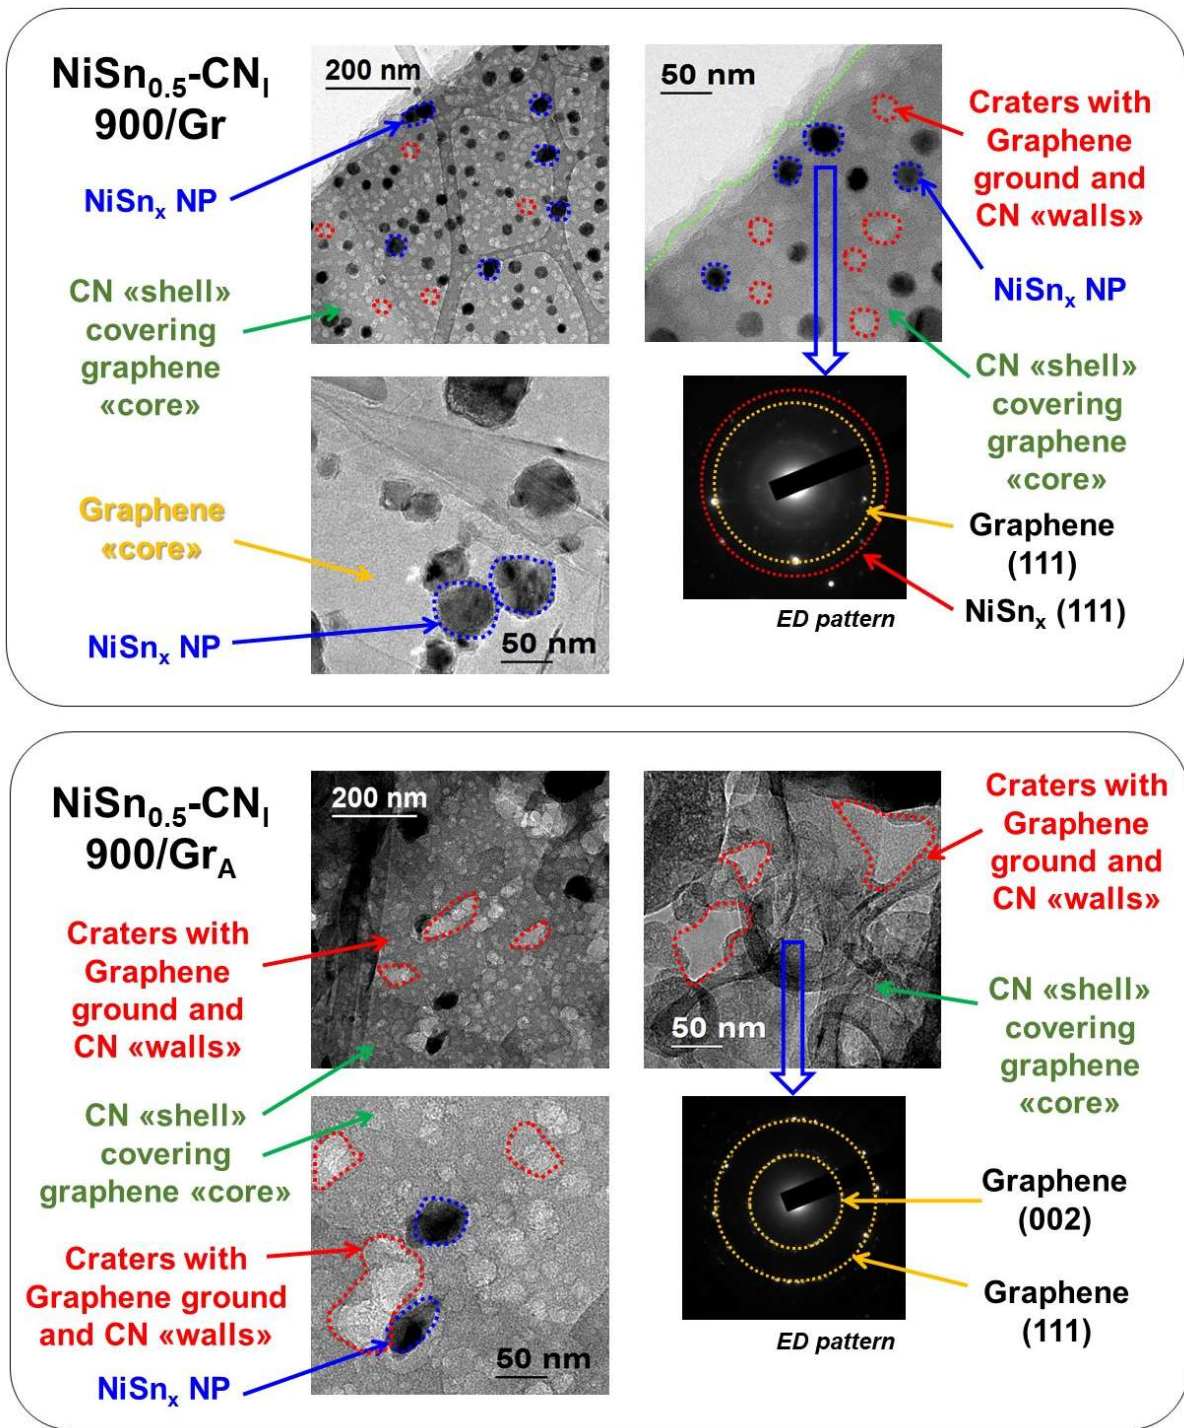 NiSn₀.₅-CNₗ
900/Gr
NiSnₓ NP
CN «shell»
covering
graphene
«core»
Graphene
«core»
NiSnₓ NP
200 nm
50 nm
50 nm
Craters with
Graphene
ground and
CN «walls»
NiSnₓ NP
CN «shell»
covering
graphene
«core»
Graphene
(111)
NiSnₓ (111)
ED pattern
NiSn₀.₅-CNₗ
900/Gr_A
Craters with
Graphene
ground and
CN «walls»
CN «shell»
covering
graphene «core»
Craters with
Graphene ground
and CN «walls»
NiSnₓ NP
200 nm
50 nm
50 nm
Craters with
Graphene
ground and
CN «walls»
CN «shell»
covering
graphene
«core»
Graphene
(002)
Graphene
(111)
ED pattern